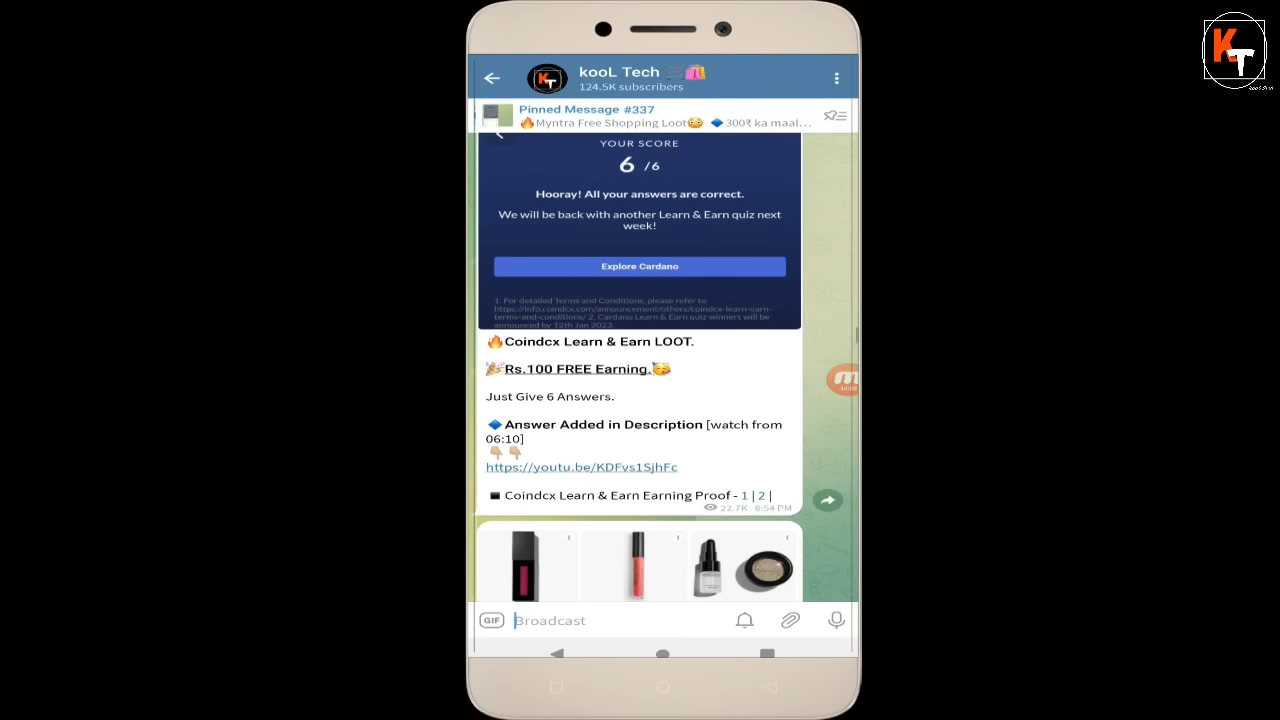 KT
kooL Tech 🛒🛍️
124.5K subscribers
Pinned Message #337
🔥Myntra Free Shopping Loot😳 🔷300₹ ka maal...
YOUR SCORE
6 /6
Hooray! All your answers are correct.
We will be back with another Learn & Earn quiz next
week!
Explore Cardano
1. For detailed Terms and Conditions, please refer to
https://info.coindcx.com/announcement/others/coindcx-learn-earn-
terms-and-conditions/ 2. Cardano Learn & Earn quiz winners will be
announced by 12th Jan 2023.
🔥Coindcx Learn & Earn LOOT.
🎉Rs.100 FREE Earning.🥳
Just Give 6 Answers.
🔷Answer Added in Description [watch from
06:10]
👇🏼👇🏼
https://youtu.be/KDFvs1SjhFc
Coindcx Learn & Earn Earning Proof - 1 | 2 |
22.7K 8:54 PM
GIF Broadcast